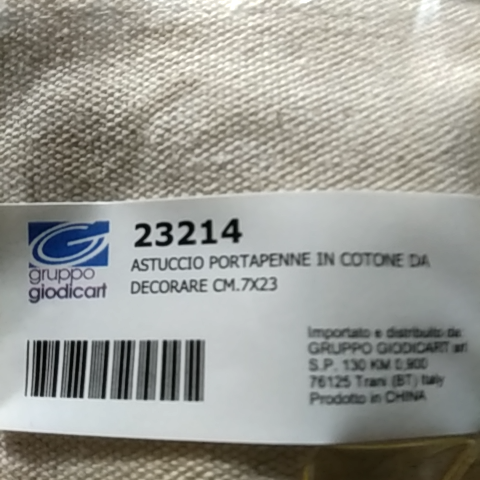 23214
ASTUCCIO PORTAPENNE IN COTONE DA
DECORARE CM.7X23
gruppo
giodicart
Importato e distribuito da:
GRUPPO GIODICART srl
S.P. 130 KM 0,900
76125 Trani (BT) Italy
Prodotto in CHINA